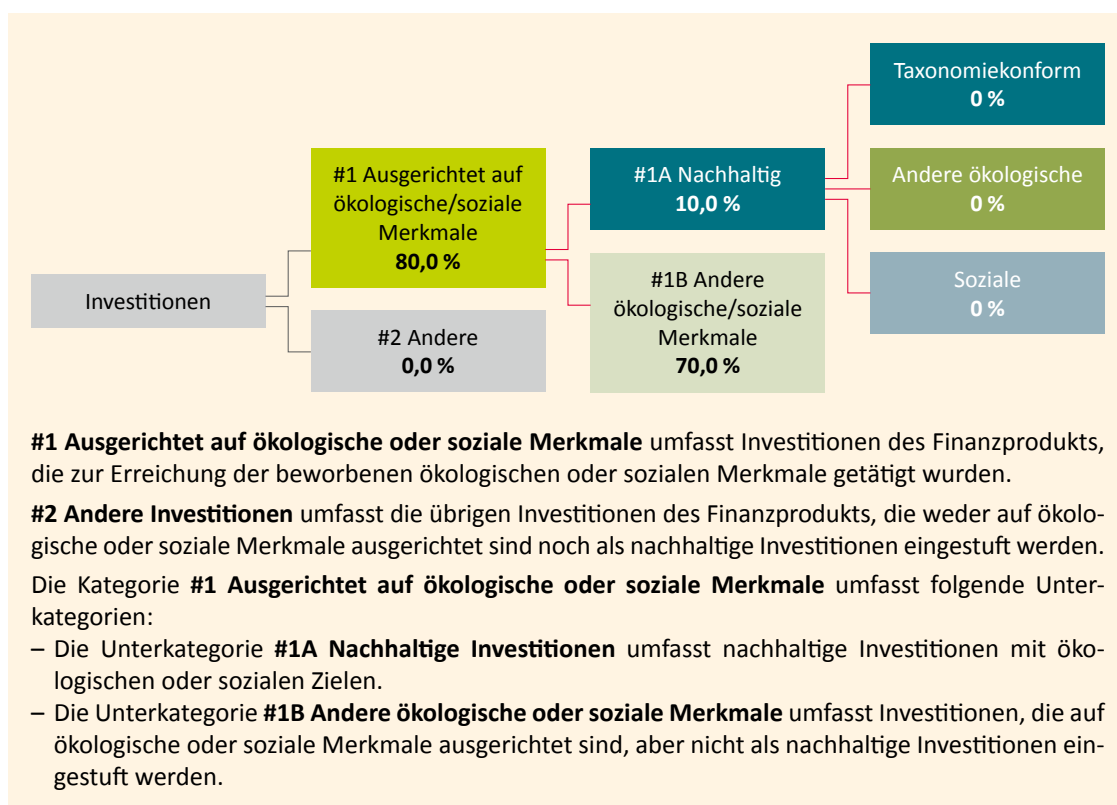 Investitionen
#1 Ausgerichtet auf
ökologische/soziale
Merkmale
80,0 %
#2 Andere
0,0 %
#1A Nachhaltig
10,0 %
#1B Andere
ökologische/soziale
Merkmale
70,0 %
Taxonomiekonform
0 %
Andere ökologische
0 %
Soziale
0 %
#1 Ausgerichtet auf ökologische oder soziale Merkmale umfasst Investitionen des Finanzprodukts,
die zur Erreichung der beworbenen ökologischen oder sozialen Merkmale getätigt wurden.
#2 Andere Investitionen umfasst die übrigen Investitionen des Finanzprodukts, die weder auf ökolo-
gische oder soziale Merkmale ausgerichtet sind noch als nachhaltige Investitionen eingestuft werden.
Die Kategorie #1 Ausgerichtet auf ökologische oder soziale Merkmale umfasst folgende Unter-
kategorien:
– Die Unterkategorie #1A Nachhaltige Investitionen umfasst nachhaltige Investitionen mit öko-
logischen oder sozialen Zielen.
– Die Unterkategorie #1B Andere ökologische oder soziale Merkmale umfasst Investitionen, die auf
ökologische oder soziale Merkmale ausgerichtet sind, aber nicht als nachhaltige Investitionen ein-
gestuft werden.